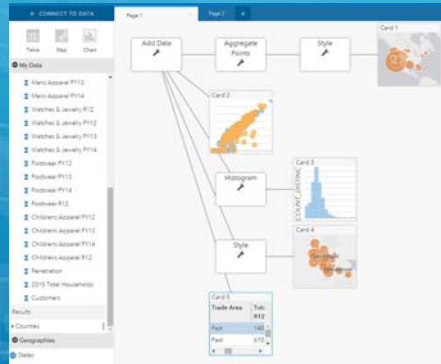 + CONNECT TO DATA
Page 1
Page 2
+
Table
Map
Chart
My Data
Mens Apparel PY13
Mens Apparel PY14
Watches & Jewelry R12
Watches & Jewelry PY12
Watches & Jewelry PY13
Watches & Jewelry PY14
Footwear PY12
Footwear PY13
Footwear PY14
Footwear R12
Childrens Apparel PY12
Childrens Apparel PY13
Childrens Apparel PY14
Childrens Apparel R12
Penetration
2015 Total Households
Customers
Results
Counties
Geographies
States
Add Data
Aggregate
Points
Style
Card 1
Card 2
Histogram
Card 3
COUNT_DISTINC
Style
Card 4
Card 5
Trade Area
R12
Fast 140
Fast 670